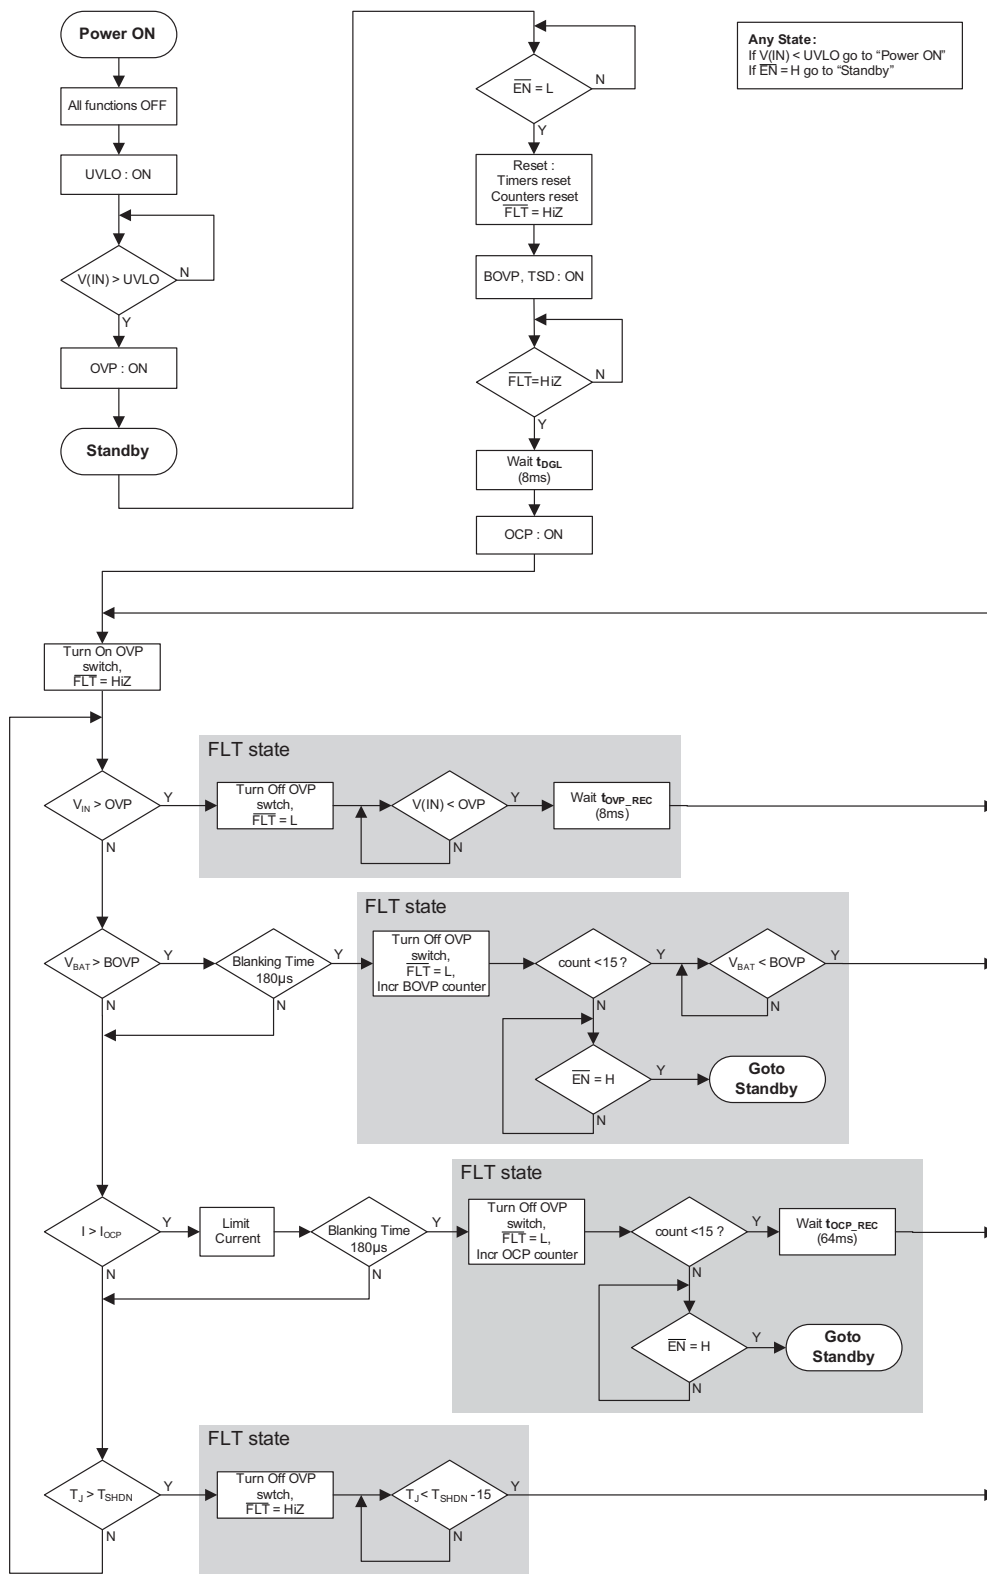 Power ON
All functions OFF
UVLO : ON
V(IN) > UVLO
N
Y
OVP : ON
Standby
EN = L
N
Y
Reset :
Timers reset
Counters reset
FLT = HiZ
BOVP, TSD : ON
FLT=HiZ
N
Y
Wait tDGL
(8ms)
OCP : ON
Any State:
If V(IN) < UVLO go to “Power ON”
If EN = H go to “Standby”
Turn On OVP
switch,
FLT = HiZ
VIN > OVP
Y
N
FLT state
Turn Off OVP
swtch,
FLT = L
V(IN) < OVP
Y
N
Wait tOVP_REC
(8ms)
VBAT > BOVP
Y
N
Blanking Time
180µs
Y
N
FLT state
Turn Off OVP
switch,
FLT = L,
Incr BOVP counter
count <15 ?
Y
N
VBAT < BOVP
Y
N
EN = H
Y
N
Goto
Standby
I > IOCP
Y
N
Limit
Current
Blanking Time
180µs
Y
N
FLT state
Turn Off OVP
switch,
FLT = L,
Incr OCP counter
count <15 ?
Y
N
Wait tOCP_REC
(64ms)
EN = H
Y
N
Goto
Standby
TJ > TSHDN
Y
N
FLT state
Turn Off OVP
swtch,
FLT = HiZ
TJ < TSHDN -15
Y
N